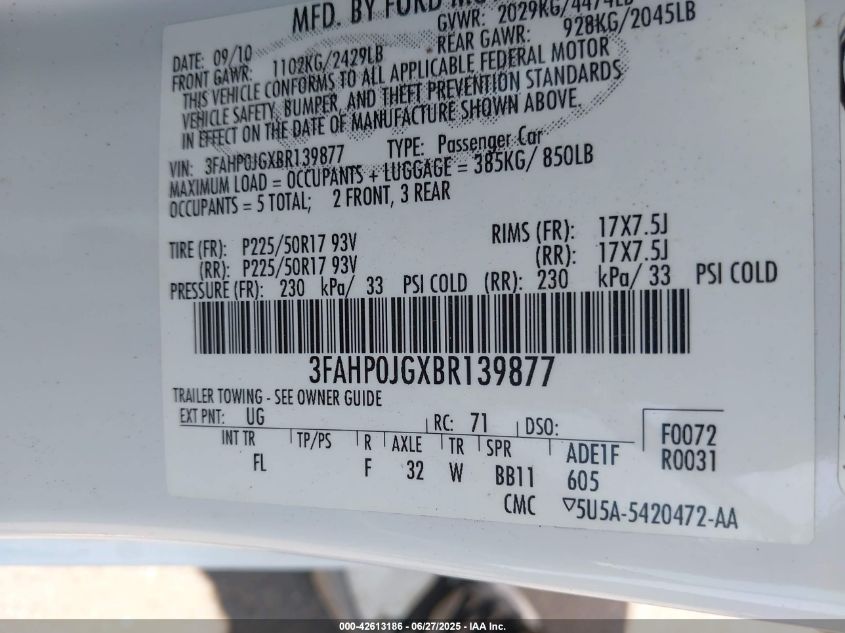 MFD. BY FORD
DATE: 09/10 GVWR: 2029KG/4474LB
FRONT GAWR: 1102KG/2429LB REAR GAWR: 928KG/2045LB
THIS VEHICLE CONFORMS TO ALL APPLICABLE FEDERAL MOTOR
VEHICLE SAFETY, BUMPER, AND THEFT PREVENTION STANDARDS
IN EFFECT ON THE DATE OF MANUFACTURE SHOWN ABOVE.
VIN: 3FAHP0JGXBR139877 TYPE: Passenger Car
MAXIMUM LOAD = OCCUPANTS + LUGGAGE = 385KG/ 850LB
OCCUPANTS = 5 TOTAL; 2 FRONT, 3 REAR
TIRE (FR): P225/50R17 93V RIMS (FR): 17X7.5J
(RR): P225/50R17 93V (RR): 17X7.5J
PRESSURE (FR): 230 kPa/ 33 PSI COLD (RR): 230 kPa/ 33 PSI COLD
3FAHP0JGXBR139877
TRAILER TOWING - SEE OWNER GUIDE
EXT PNT: UG RC: 71 DSO: F0072
INT TR TP/PS R AXLE TR SPR ADE1F R0031
FL F 32 W BB11 605
CMC ▽5U5A-5420472-AA
000-42613186 - 06/27/2025 - IAA Inc.